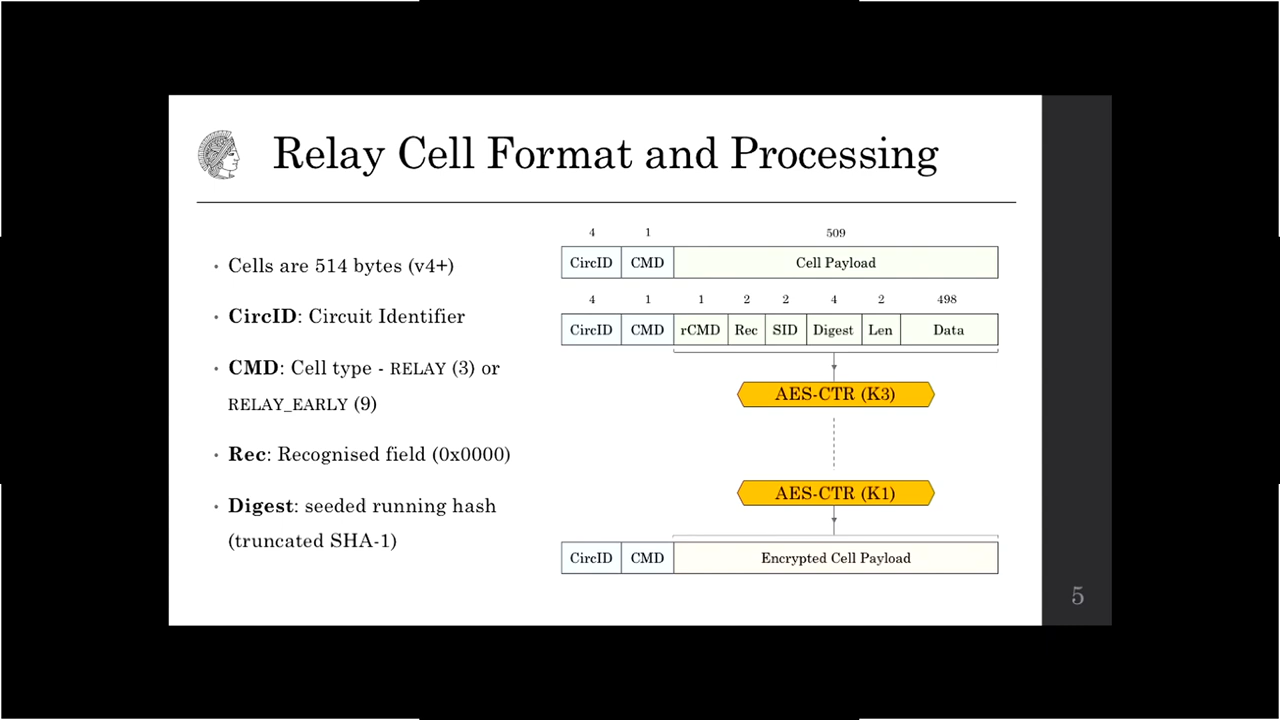 Relay Cell Format and Processing
• Cells are 514 bytes (v4+)
• CircID: Circuit Identifier
• CMD: Cell type - RELAY (3) or
RELAY_EARLY (9)
• Rec: Recognised field (0x0000)
• Digest: seeded running hash
(truncated SHA-1)
4 1 509
CircID CMD Cell Payload
4 1 1 2 2 4 2 498
CircID CMD rCMD Rec SID Digest Len Data
AES-CTR (K3)
AES-CTR (K1)
CircID CMD Encrypted Cell Payload
5